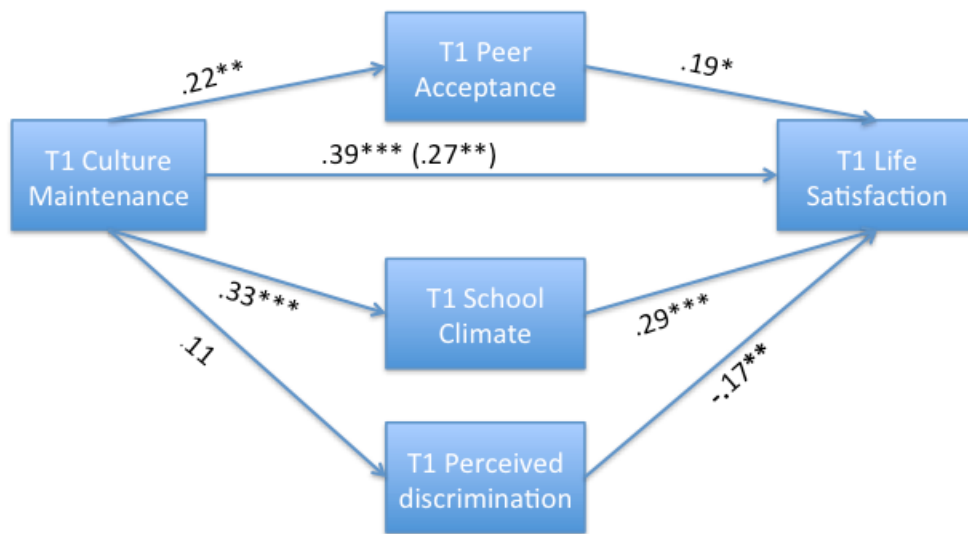 T1 Peer
Acceptance
.22**
.19*
T1 Culture
Maintenance
.39*** (.27**)
T1 Life
Satisfaction
.33***
T1 School
Climate
.29***
.11
-.17**
T1 Perceived
discrimination